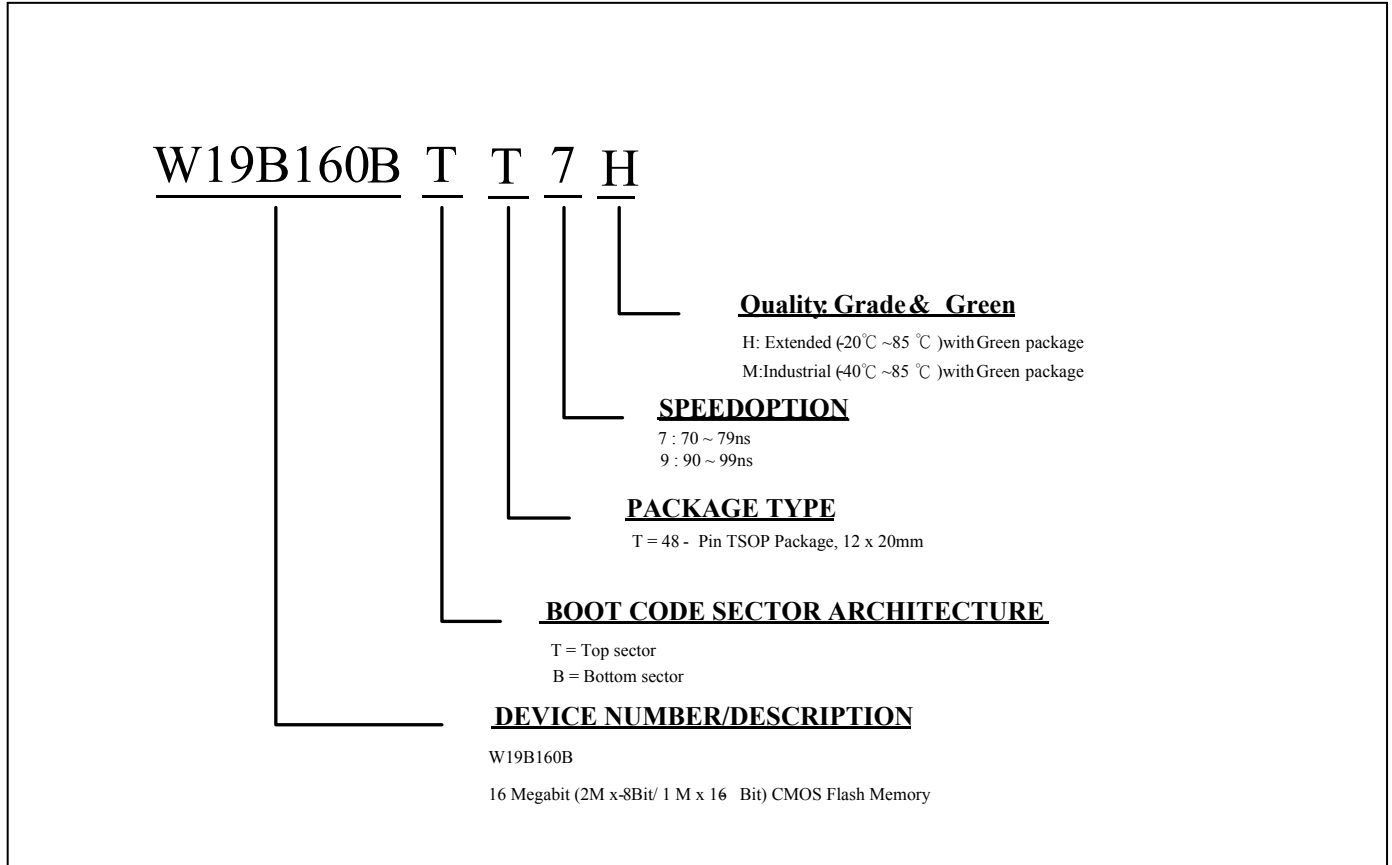 W19B160B T T 7 H
Quality: Grade & Green
H: Extended (-20℃ ~85 ℃ )with Green package
M:Industrial (-40℃ ~85 ℃ )with Green package
SPEEDOPTION
7 : 70 ~ 79ns
9 : 90 ~ 99ns
PACKAGE TYPE
T = 48 - Pin TSOP Package, 12 x 20mm
BOOT CODE SECTOR ARCHITECTURE
T = Top sector
B = Bottom sector
DEVICE NUMBER/DESCRIPTION
W19B160B
16 Megabit (2M x-8Bit/ 1 M x 16- Bit) CMOS Flash Memory